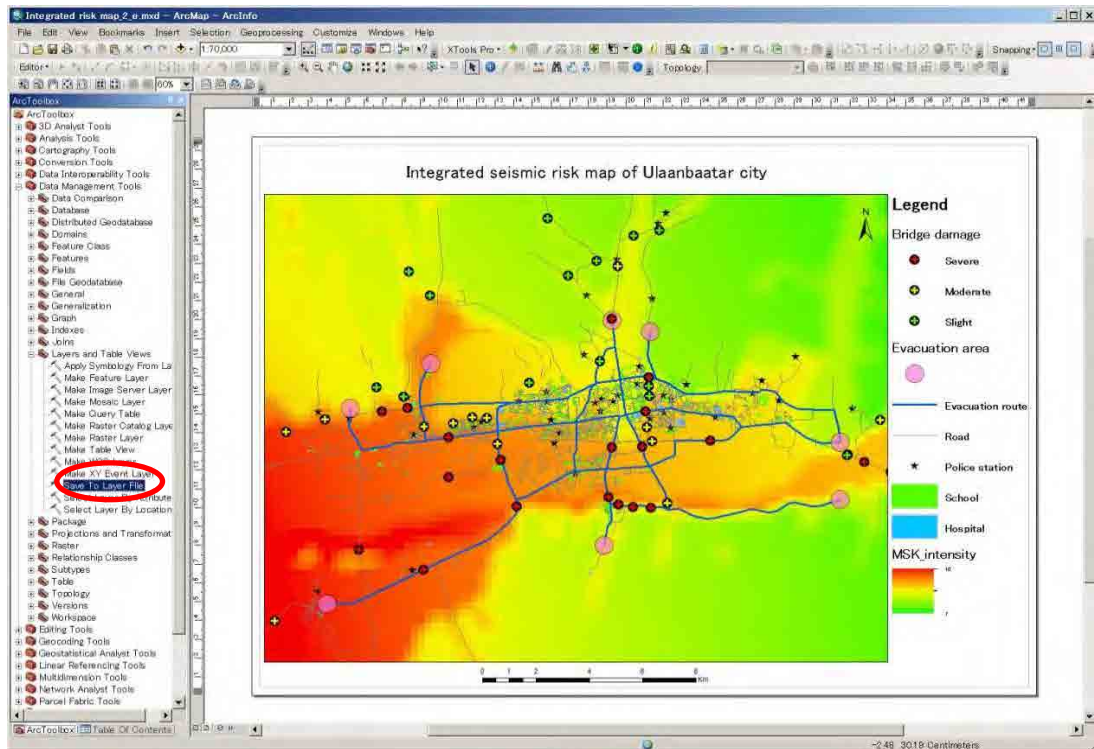 Integrated risk map_2_e.mxd - ArcMap - ArcInfo
File Edit View Bookmarks Insert Selection Geoprocessing Customize Windows Help
1:70,000
XTools Pro
Snapping
Editor
Topology
60%
ArcToolbox
ArcToolbox
3D Analyst Tools
Analysis Tools
Cartography Tools
Conversion Tools
Data Interoperability Tools
Data Management Tools
Data Comparison
Database
Distributed Geodatabase
Domains
Feature Class
Features
Fields
File Geodatabase
General
Generalization
Graph
Indexes
Joins
Layers and Table Views
Apply Symbology From La
Make Feature Layer
Make Image Server Layer
Make Mosaic Layer
Make Query Table
Make Raster Catalog Laye
Make Raster Layer
Make Table View
Make XY Event Layer
Save To Layer File
Select Layer By Location
Package
Projections and Transformat
Raster
Relationship Classes
Subtypes
Table
Topology
Versions
Workspace
Editing Tools
Geocoding Tools
Geostatistical Analyst Tools
Linear Referencing Tools
Multidimension Tools
Network Analyst Tools
Parcel Fabric Tools
ArcToolbox Table Of Contents
Integrated seismic risk map of Ulaanbaatar city
N
Legend
Bridge damage
Severe
Moderate
Slight
Evacuation area
Evacuation route
Road
Police station
School
Hospital
MSK_intensity
0 1 2 4 6 8
Km
-2.48 30.19 Centimeters